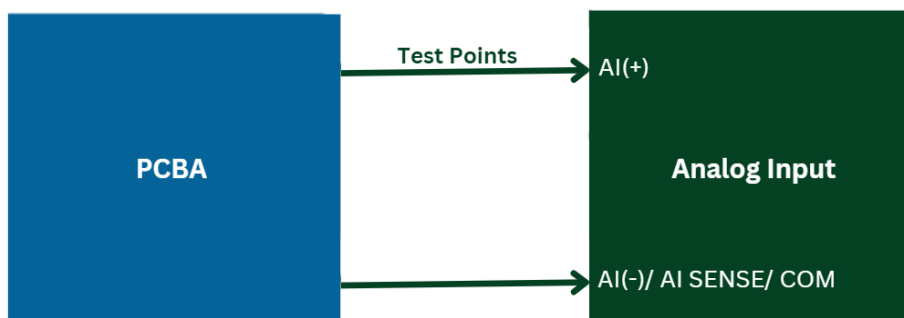 Test Points
AI(+)
PCBA
Analog Input
AI(-)/ AI SENSE/ COM